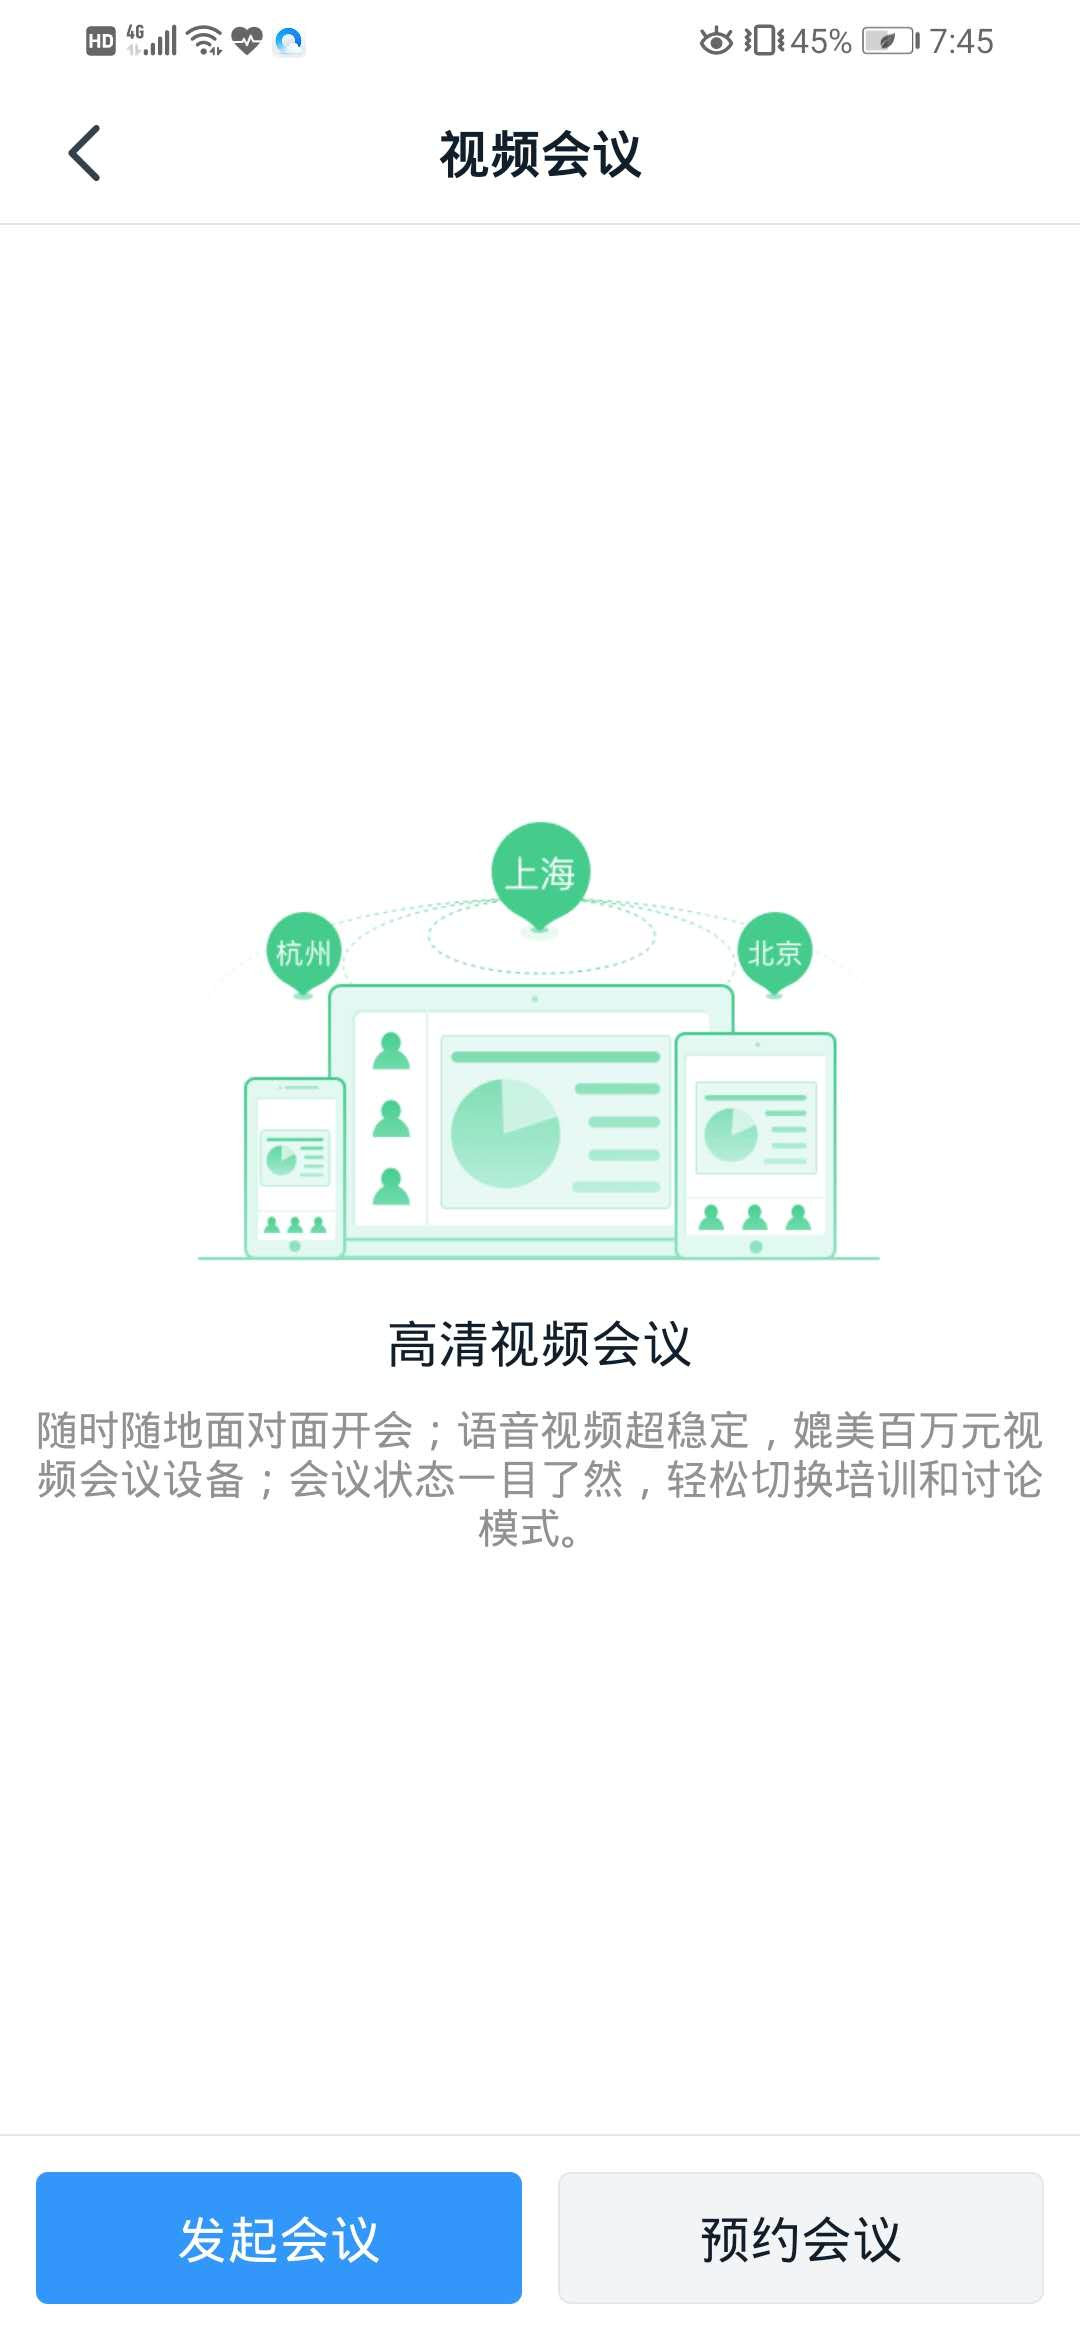 HD 4G 45% 7:45
视频会议
上海
杭州
北京
高清视频会议
随时随地面对面开会；语音视频超稳定，媲美百万元视
频会议设备；会议状态一目了然，轻松切换培训和讨论
模式。
发起会议
预约会议